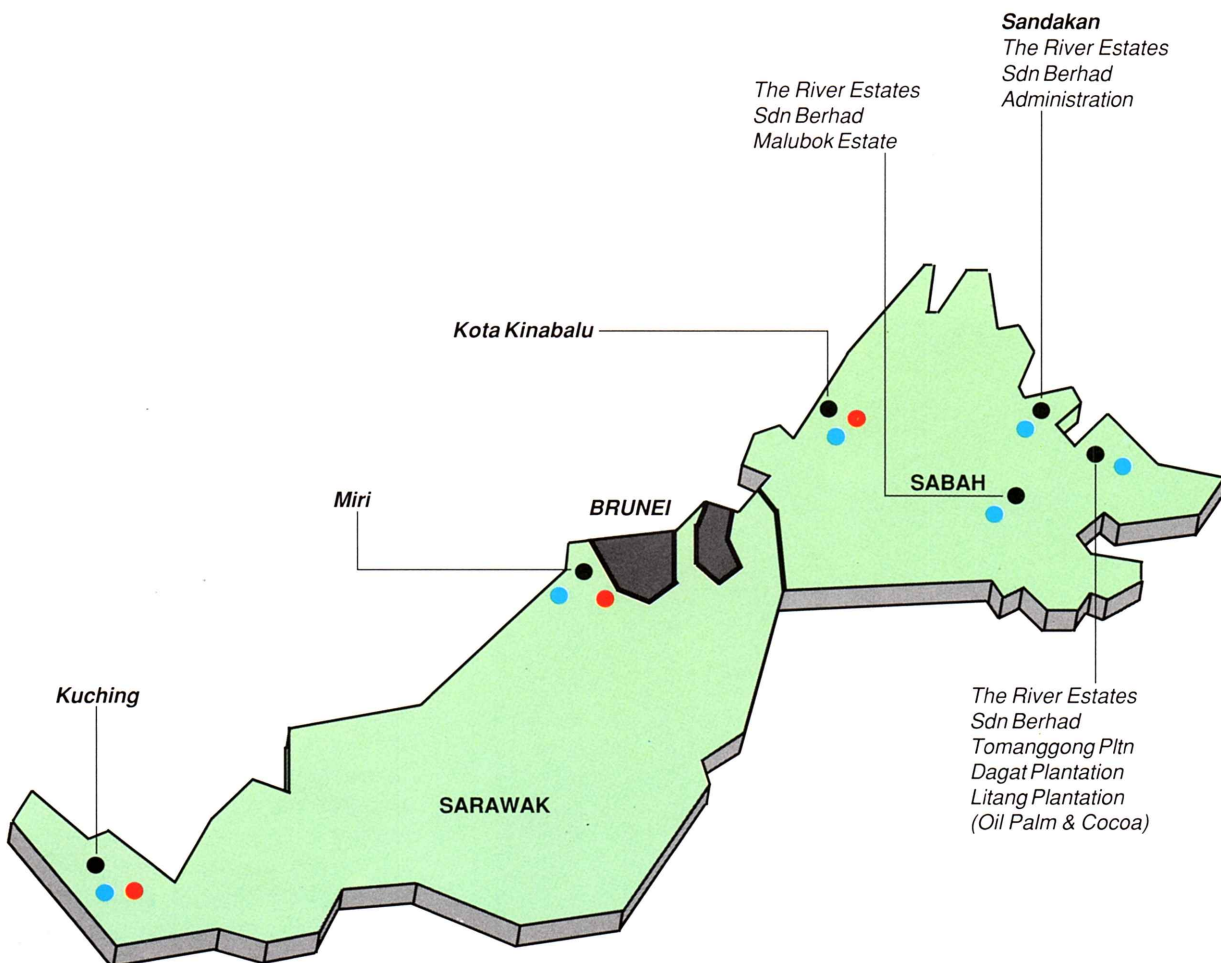 Sandakan
The River Estates
Sdn Berhad
Administration
The River Estates
Sdn Berhad
Malubok Estate
Kota Kinabalu
SABAH
Miri
BRUNEI
Kuching
SARAWAK
The River Estates
Sdn Berhad
Tomanggong Pltn
Dagat Plantation
Litang Plantation
(Oil Palm & Cocoa)